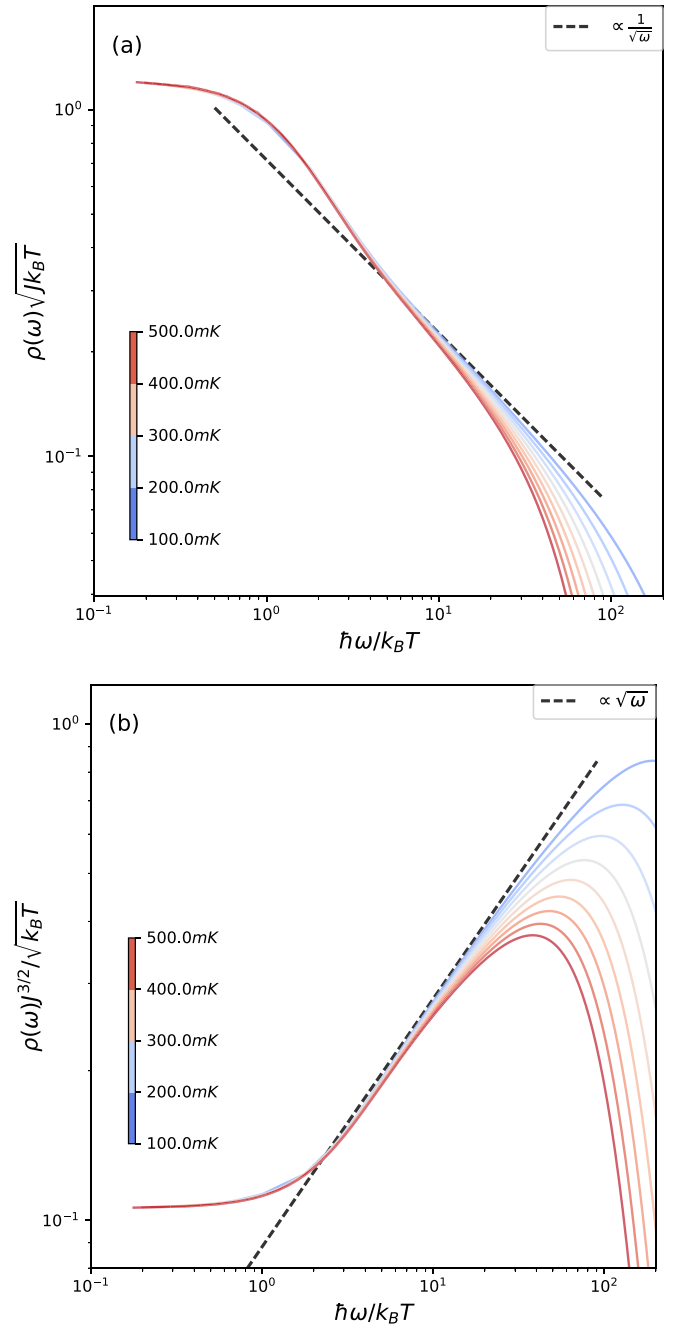 (a)
∝ 1/√ω
10⁰
10⁻¹
ρ(ω)√Jk_BT
500.0mK
400.0mK
300.0mK
200.0mK
100.0mK
10⁻¹ 10⁰ 10¹ 10²
ħω/k_BT
(b)
∝ √ω
10⁰
10⁻¹
ρ(ω)J^{3/2}/√k_BT
500.0mK
400.0mK
300.0mK
200.0mK
100.0mK
10⁻¹ 10⁰ 10¹ 10²
ħω/k_BT